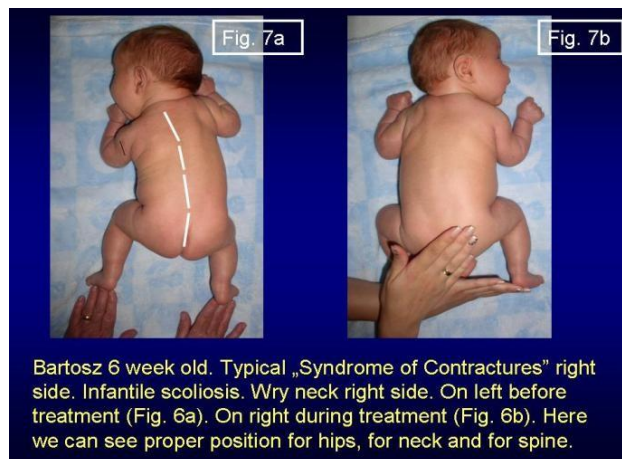 Fig. 7a
Fig. 7b
Bartosz 6 week old. Typical „Syndrome of Contractures” right
side. Infantile scoliosis. Wry neck right side. On left before
treatment (Fig. 6a). On right during treatment (Fig. 6b). Here
we can see proper position for hips, for neck and for spine.